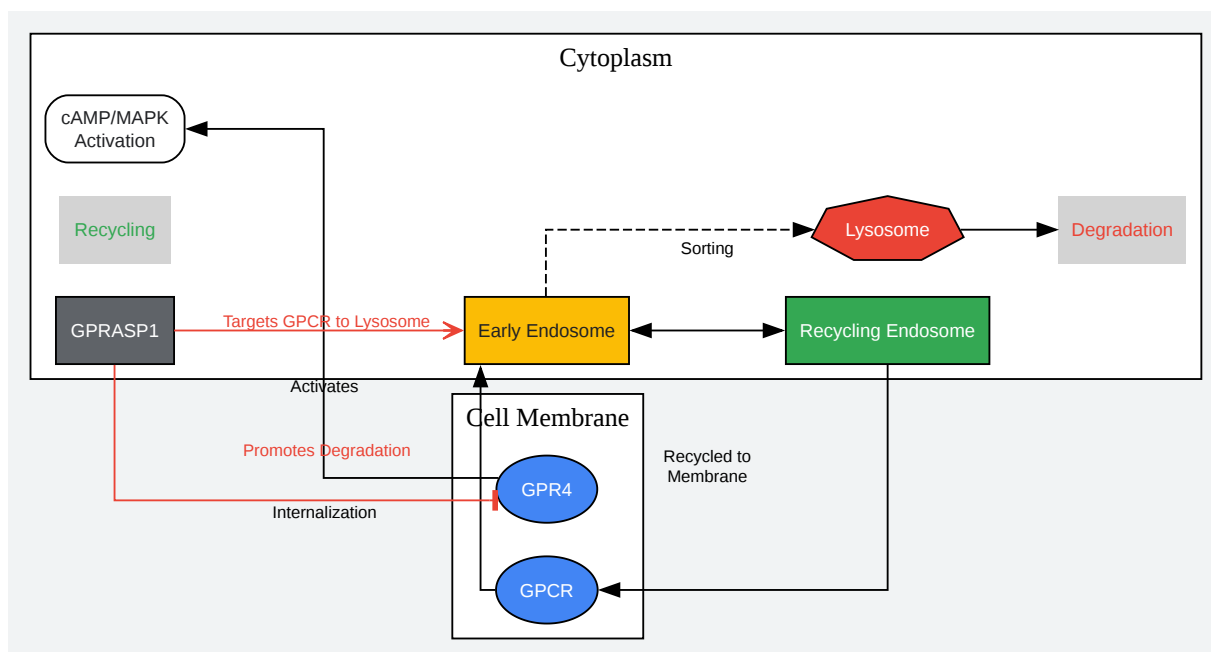 Cytoplasm
cAMP/MAPK
Activation
Recycling
Lysosome
Degradation
Sorting
GPRASP1
Targets GPCR to Lysosome
Early Endosome
Recycling Endosome
Activates
Cell Membrane
Promotes Degradation
Recycled to
Membrane
GPR4
Internalization
GPCR